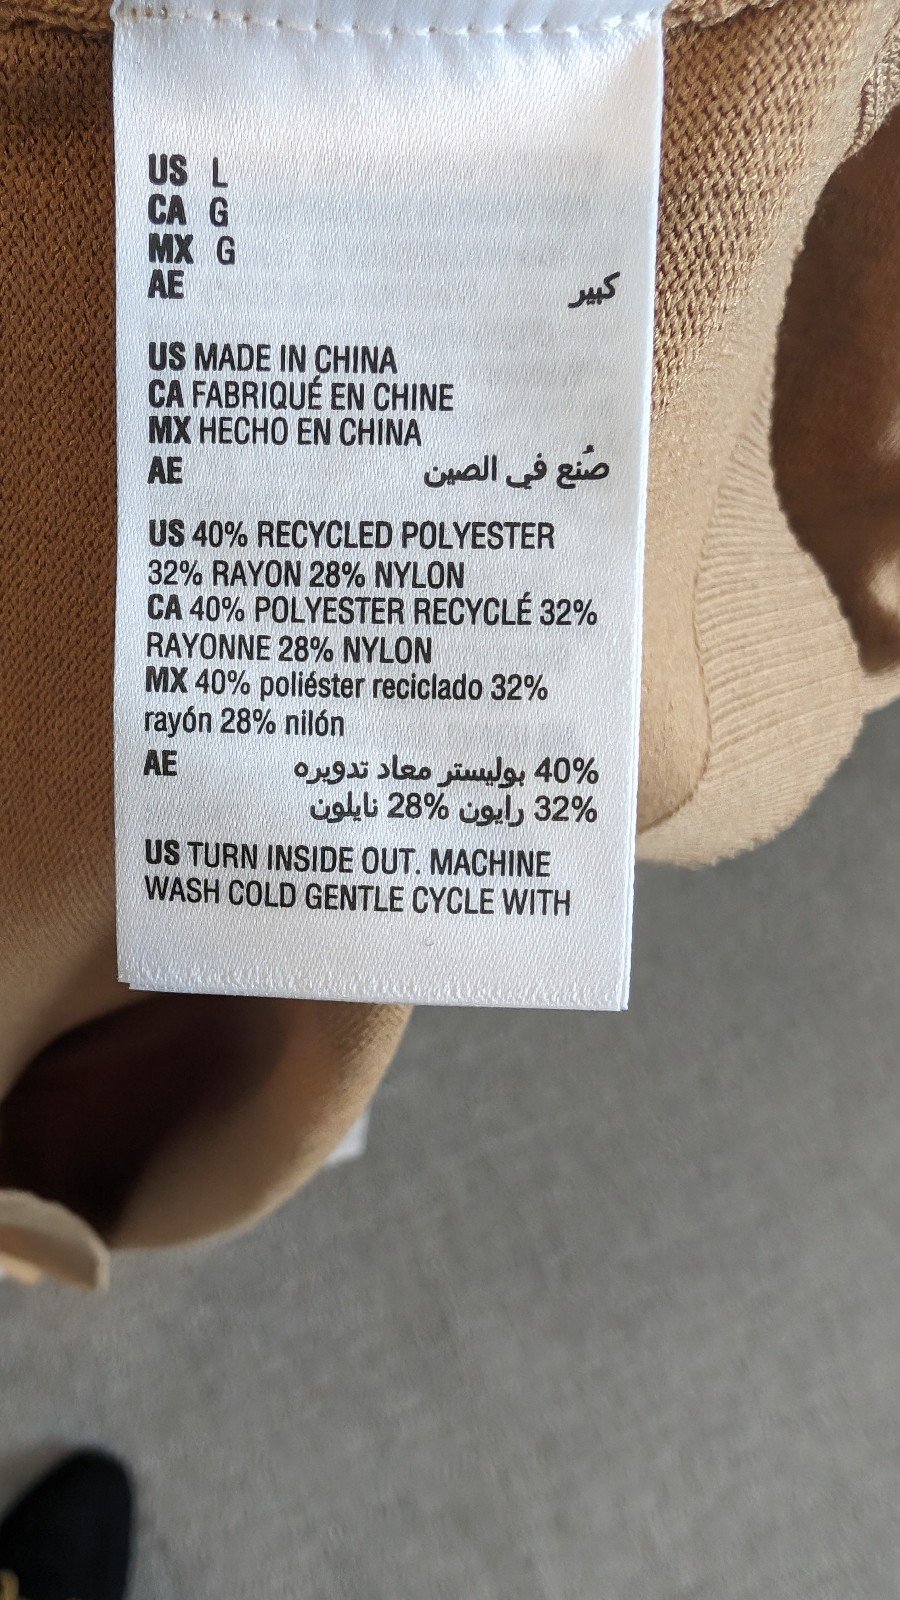 US L
CA G
MX G
AE كبير
US MADE IN CHINA
CA FABRIQUÉ EN CHINE
MX HECHO EN CHINA
AE صُنع في الصين
US 40% RECYCLED POLYESTER
32% RAYON 28% NYLON
CA 40% POLYESTER RECYCLÉ 32%
RAYONNE 28% NYLON
MX 40% poliéster reciclado 32%
rayón 28% nilón
AE 40% بوليستر معاد تدويره
32% رايون 28% نايلون
US TURN INSIDE OUT. MACHINE
WASH COLD GENTLE CYCLE WITH